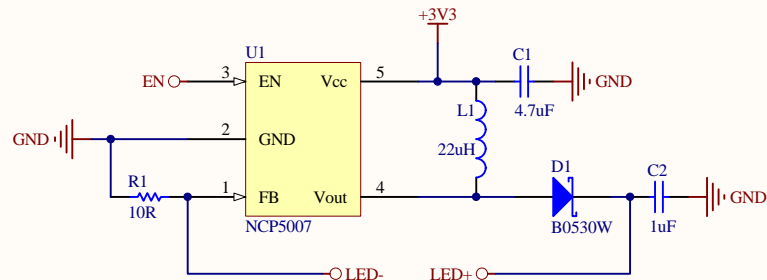 +3V3
U1
C1
EN
3
EN
Vcc
5
GND
4.7uF
L1
GND
2
GND
22uH
D1
C2
R1
1
FB
Vout
4
GND
10R
NCP5007
B0530W
1uF
LED-
LED+